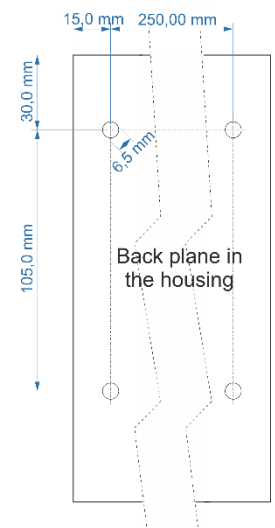 15,0 mm
250,00 mm
30,0 mm
6,5 mm
105,0 mm
Back plane in
the housing